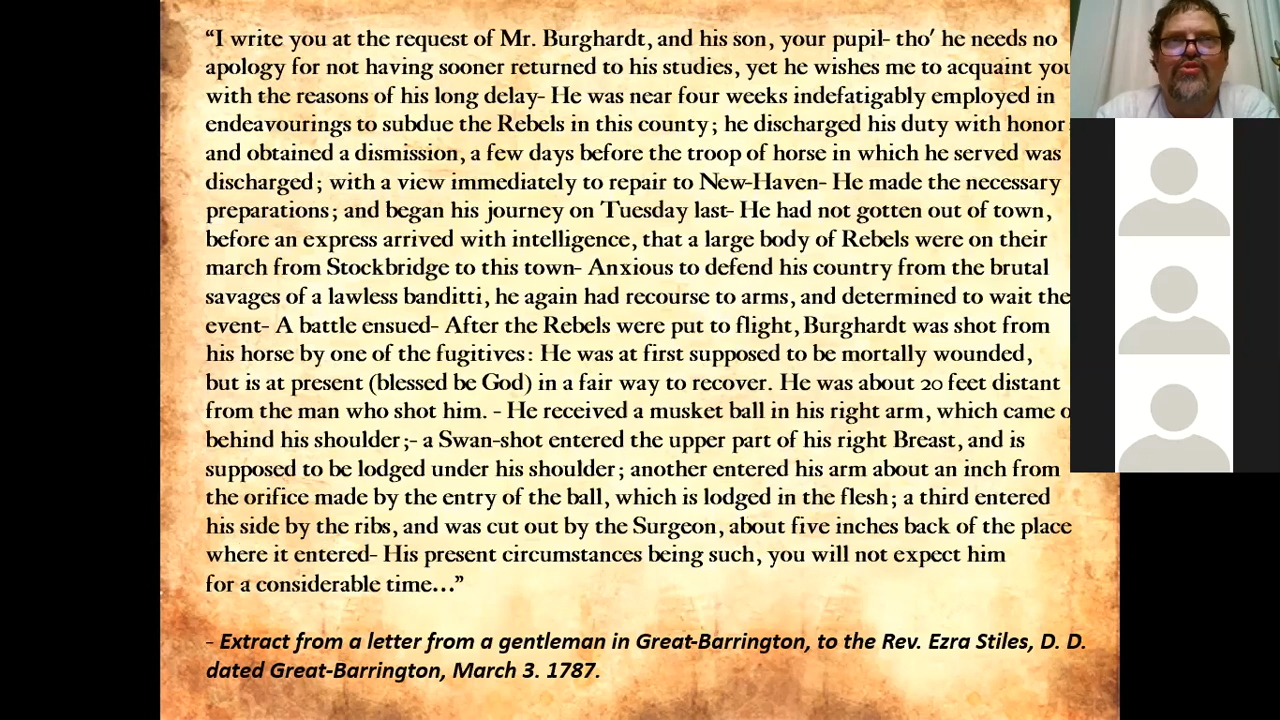 “I write you at the request of Mr. Burghardt, and his son, your pupil- tho’ he needs no
apology for not having sooner returned to his studies, yet he wishes me to acquaint you
with the reasons of his long delay- He was near four weeks indefatigably employed in
endeavourings to subdue the Rebels in this county; he discharged his duty with honor
and obtained a dismission, a few days before the troop of horse in which he served was
discharged; with a view immediately to repair to New-Haven- He made the necessary
preparations; and began his journey on Tuesday last- He had not gotten out of town,
before an express arrived with intelligence, that a large body of Rebels were on their
march from Stockbridge to this town- Anxious to defend his country from the brutal
savages of a lawless banditti, he again had recourse to arms, and determined to wait the
event- A battle ensued- After the Rebels were put to flight, Burghardt was shot from
his horse by one of the fugitives: He was at first supposed to be mortally wounded,
but is at present (blessed be God) in a fair way to recover. He was about 20 feet distant
from the man who shot him. - He received a musket ball in his right arm, which came
behind his shoulder;- a Swan-shot entered the upper part of his right Breast, and is
supposed to be lodged under his shoulder; another entered his arm about an inch from
the orifice made by the entry of the ball, which is lodged in the flesh; a third entered
his side by the ribs, and was cut out by the Surgeon, about five inches back of the place
where it entered- His present circumstances being such, you will not expect him
for a considerable time...”
- Extract from a letter from a gentleman in Great-Barrington, to the Rev. Ezra Stiles, D. D.
dated Great-Barrington, March 3. 1787.